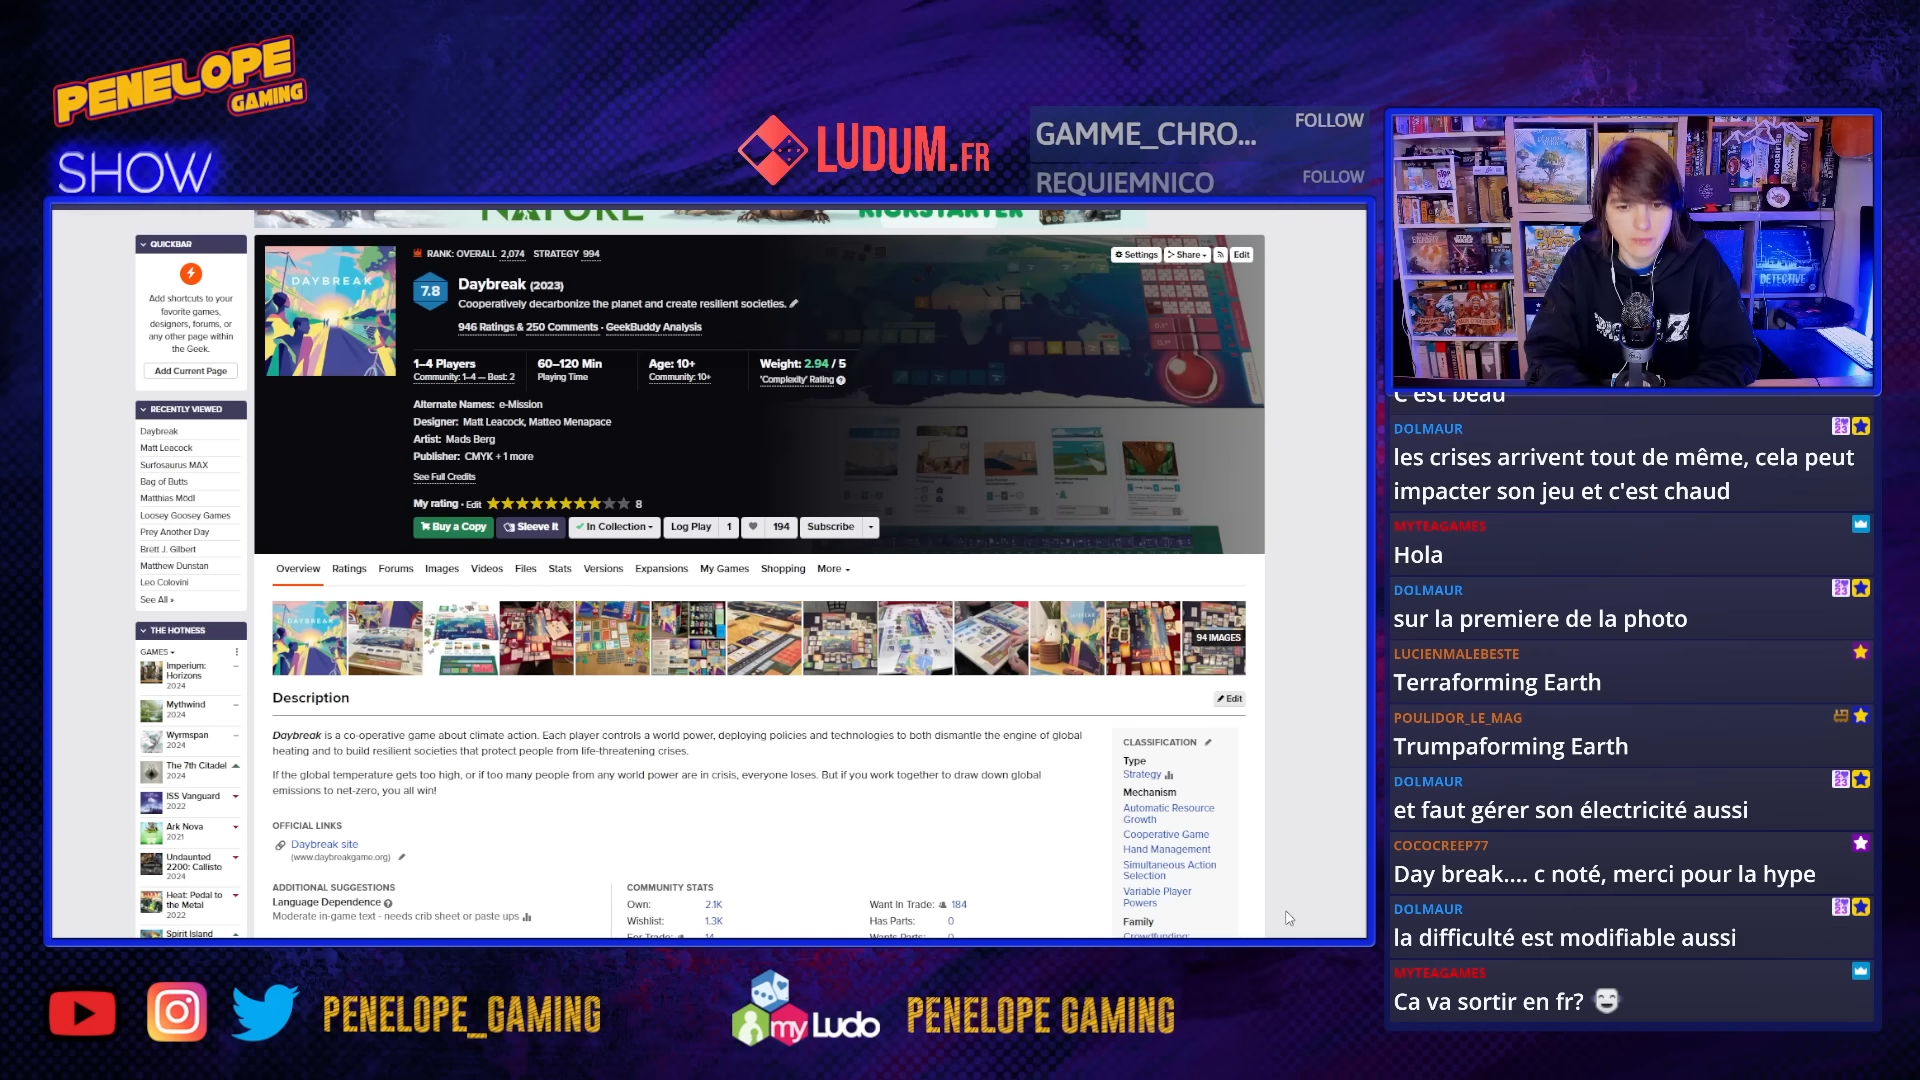 PENELOPE
GAMING
SHOW
LUDUM.FR
GAMME_CHRO... FOLLOW
REQUIEMNICO FOLLOW
NATURE
KICKSTARTER
QUICKBAR
Add shortcuts to your
favorite games,
designers, forums, or
any other page within
the Geek.
Add Current Page
RECENTLY VIEWED
Daybreak
Matt Leacock
Surfosaurus MAX
Bag of Butts
Matthias Mödl
Loosey Goosey Games
Prey Another Day
Brett J. Gilbert
Matthew Dunstan
Leo Colovini
See All »
THE HOTNESS
GAMES
Imperium:
Horizons
2024
Mythwind
2024
Wyrmspan
2024
The 7th Citadel
2024
ISS Vanguard
2022
Ark Nova
2021
Undaunted
2200: Callisto
2024
Heat: Pedal to
the Metal
2022
Spirit Island
DAYBREAK
RANK: OVERALL 2,074 STRATEGY 994
Settings Share Edit
7.8
Daybreak (2023)
Cooperatively decarbonize the planet and create resilient societies.
946 Ratings & 250 Comments · GeekBuddy Analysis
1–4 Players 60–120 Min Age: 10+ Weight: 2.94 / 5
Community: 1–4 — Best: 2 Playing Time Community: 10+ 'Complexity' Rating
Alternate Names: e-Mission
Designer: Matt Leacock, Matteo Menapace
Artist: Mads Berg
Publisher: CMYK + 1 more
See Full Credits
My rating · Edit 8
Buy a Copy Sleeve It In Collection Log Play 1 194 Subscribe
Overview Ratings Forums Images Videos Files Stats Versions Expansions My Games Shopping More
94 IMAGES
Description
Edit
Daybreak is a co-operative game about climate action. Each player controls a world power, deploying policies and technologies to both dismantle the engine of global
heating and to build resilient societies that protect people from life-threatening crises.
If the global temperature gets too high, or if too many people from any world power are in crisis, everyone loses. But if you work together to draw down global
emissions to net-zero, you all win!
OFFICIAL LINKS
Daybreak site
(www.daybreakgame.org)
ADDITIONAL SUGGESTIONS
Language Dependence
Moderate in-game text - needs crib sheet or paste ups
COMMUNITY STATS
Own: 2.1K
Wishlist: 1.3K
For Trade: 14
Want In Trade: 184
Has Parts: 0
Wants Parts: 0
CLASSIFICATION
Type
Strategy
Mechanism
Automatic Resource
Growth
Cooperative Game
Hand Management
Simultaneous Action
Selection
Variable Player
Powers
Family
Crowdfunding:
STAR WARS
DETECTIVE
C'est beau
DOLMAUR
les crises arrivent tout de même, cela peut
impacter son jeu et c'est chaud
MYTEAGAMES
Hola
DOLMAUR
sur la premiere de la photo
LUCIENMALEBESTE
Terraforming Earth
POULIDOR_LE_MAG
Trumpaforming Earth
DOLMAUR
et faut gérer son électricité aussi
COCOCREEP77
Day break.... c noté, merci pour la hype
DOLMAUR
la difficulté est modifiable aussi
MYTEAGAMES
Ca va sortir en fr?
PENELOPE_GAMING
my Ludo
PENELOPE GAMING